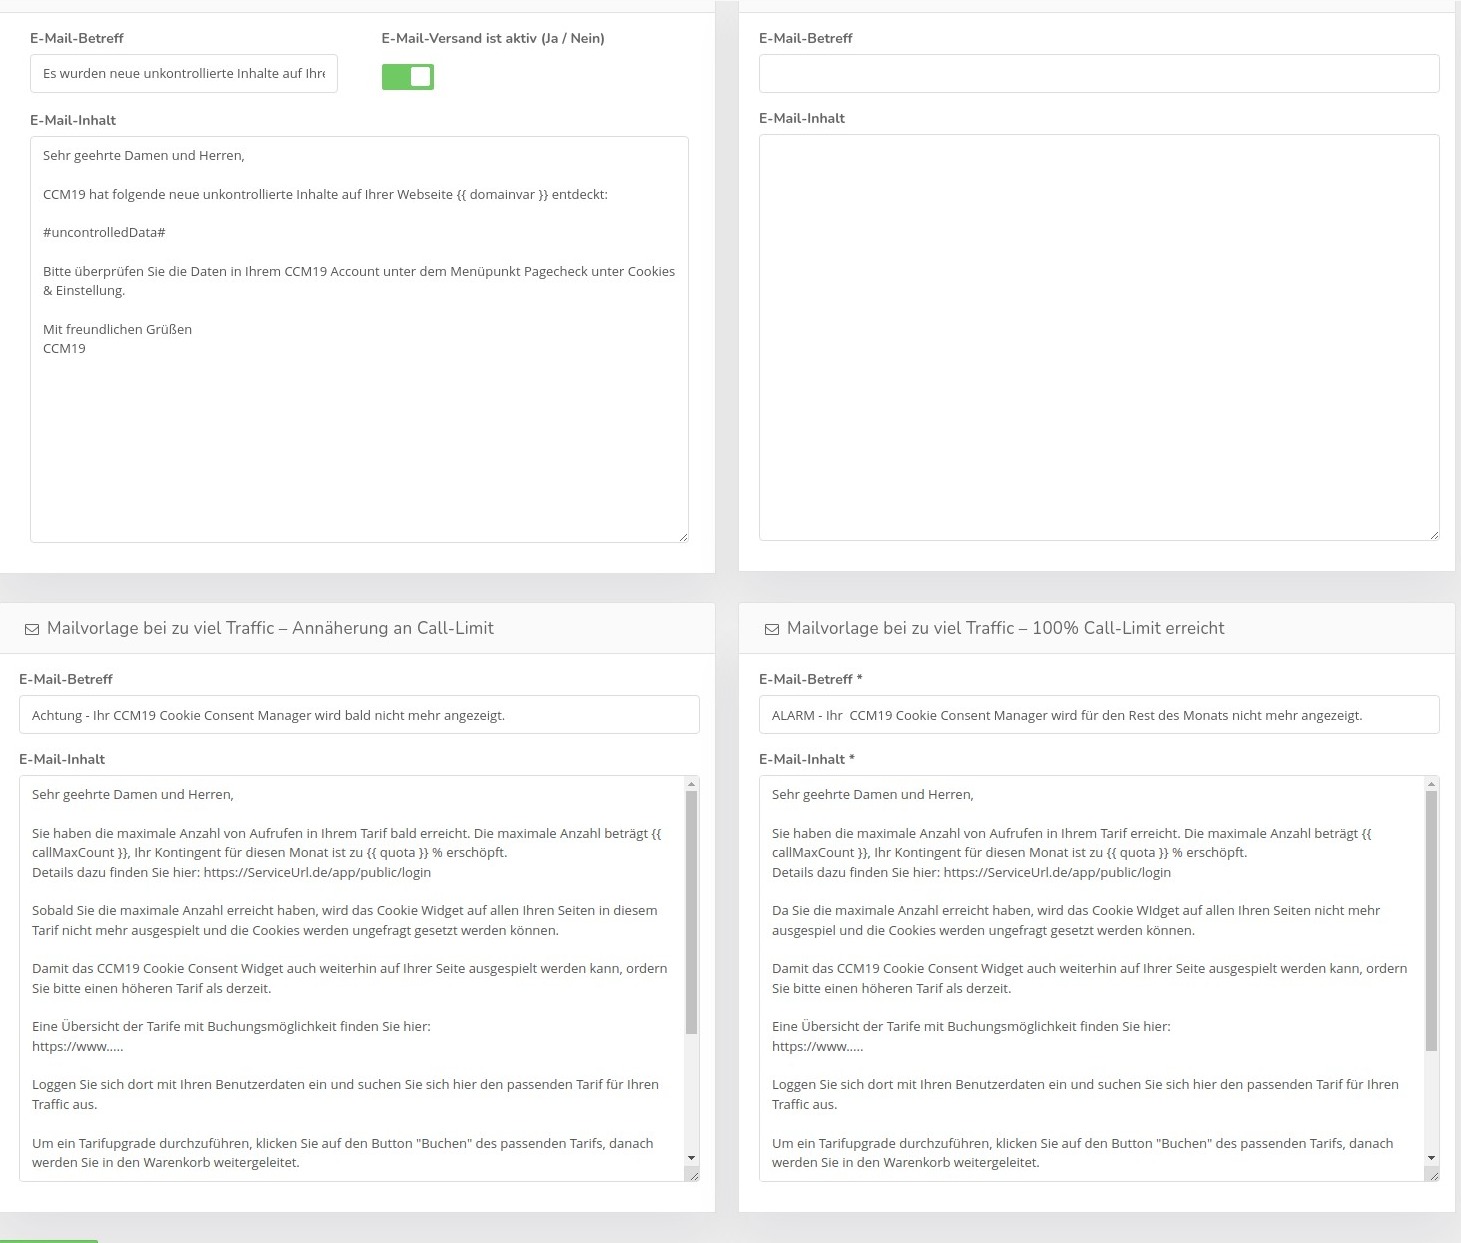 E-Mail-Betreff
E-Mail-Versand ist aktiv (Ja / Nein)
Es wurden neue unkontrollierte Inhalte auf Ihre
E-Mail-Inhalt
Sehr geehrte Damen und Herren,
CCM19 hat folgende neue unkontrollierte Inhalte auf Ihrer Webseite {{ domainvar }} entdeckt:
#uncontrolledData#
Bitte überprüfen Sie die Daten in Ihrem CCM19 Account unter dem Menüpunkt Pagecheck unter Cookies
& Einstellung.
Mit freundlichen Grüßen
CCM19
E-Mail-Betreff
E-Mail-Inhalt
Mailvorlage bei zu viel Traffic – Annäherung an Call-Limit
E-Mail-Betreff
Achtung - Ihr CCM19 Cookie Consent Manager wird bald nicht mehr angezeigt.
E-Mail-Inhalt
Sehr geehrte Damen und Herren,
Sie haben die maximale Anzahl von Aufrufen in Ihrem Tarif bald erreicht. Die maximale Anzahl beträgt {{
callMaxCount }}, Ihr Kontingent für diesen Monat ist zu {{ quota }} % erschöpft.
Details dazu finden Sie hier: https://ServiceUrl.de/app/public/login
Sobald Sie die maximale Anzahl erreicht haben, wird das Cookie Widget auf allen Ihren Seiten in diesem
Tarif nicht mehr ausgespielt und die Cookies werden ungefragt gesetzt werden können.
Damit das CCM19 Cookie Consent Widget auch weiterhin auf Ihrer Seite ausgespielt werden kann, ordern
Sie bitte einen höheren Tarif als derzeit.
Eine Übersicht der Tarife mit Buchungsmöglichkeit finden Sie hier:
https://www.....
Loggen Sie sich dort mit Ihren Benutzerdaten ein und suchen Sie sich hier den passenden Tarif für Ihren
Traffic aus.
Um ein Tarifupgrade durchzuführen, klicken Sie auf den Button "Buchen" des passenden Tarifs, danach
werden Sie in den Warenkorb weitergeleitet.
Mailvorlage bei zu viel Traffic – 100% Call-Limit erreicht
E-Mail-Betreff *
ALARM - Ihr  CCM19 Cookie Consent Manager wird für den Rest des Monats nicht mehr angezeigt.
E-Mail-Inhalt *
Sehr geehrte Damen und Herren,
Sie haben die maximale Anzahl von Aufrufen in Ihrem Tarif erreicht. Die maximale Anzahl beträgt {{
callMaxCount }}, Ihr Kontingent für diesen Monat ist zu {{ quota }} % erschöpft.
Details dazu finden Sie hier: https://ServiceUrl.de/app/public/login
Da Sie die maximale Anzahl erreicht haben, wird das Cookie WIdget auf allen Ihren Seiten nicht mehr
ausgespiel und die Cookies werden ungefragt gesetzt werden können.
Damit das CCM19 Cookie Consent Widget auch weiterhin auf Ihrer Seite ausgespielt werden kann, ordern
Sie bitte einen höheren Tarif als derzeit.
Eine Übersicht der Tarife mit Buchungsmöglichkeit finden Sie hier:
https://www.....
Loggen Sie sich dort mit Ihren Benutzerdaten ein und suchen Sie sich hier den passenden Tarif für Ihren
Traffic aus.
Um ein Tarifupgrade durchzuführen, klicken Sie auf den Button "Buchen" des passenden Tarifs, danach
werden Sie in den Warenkorb weitergeleitet.